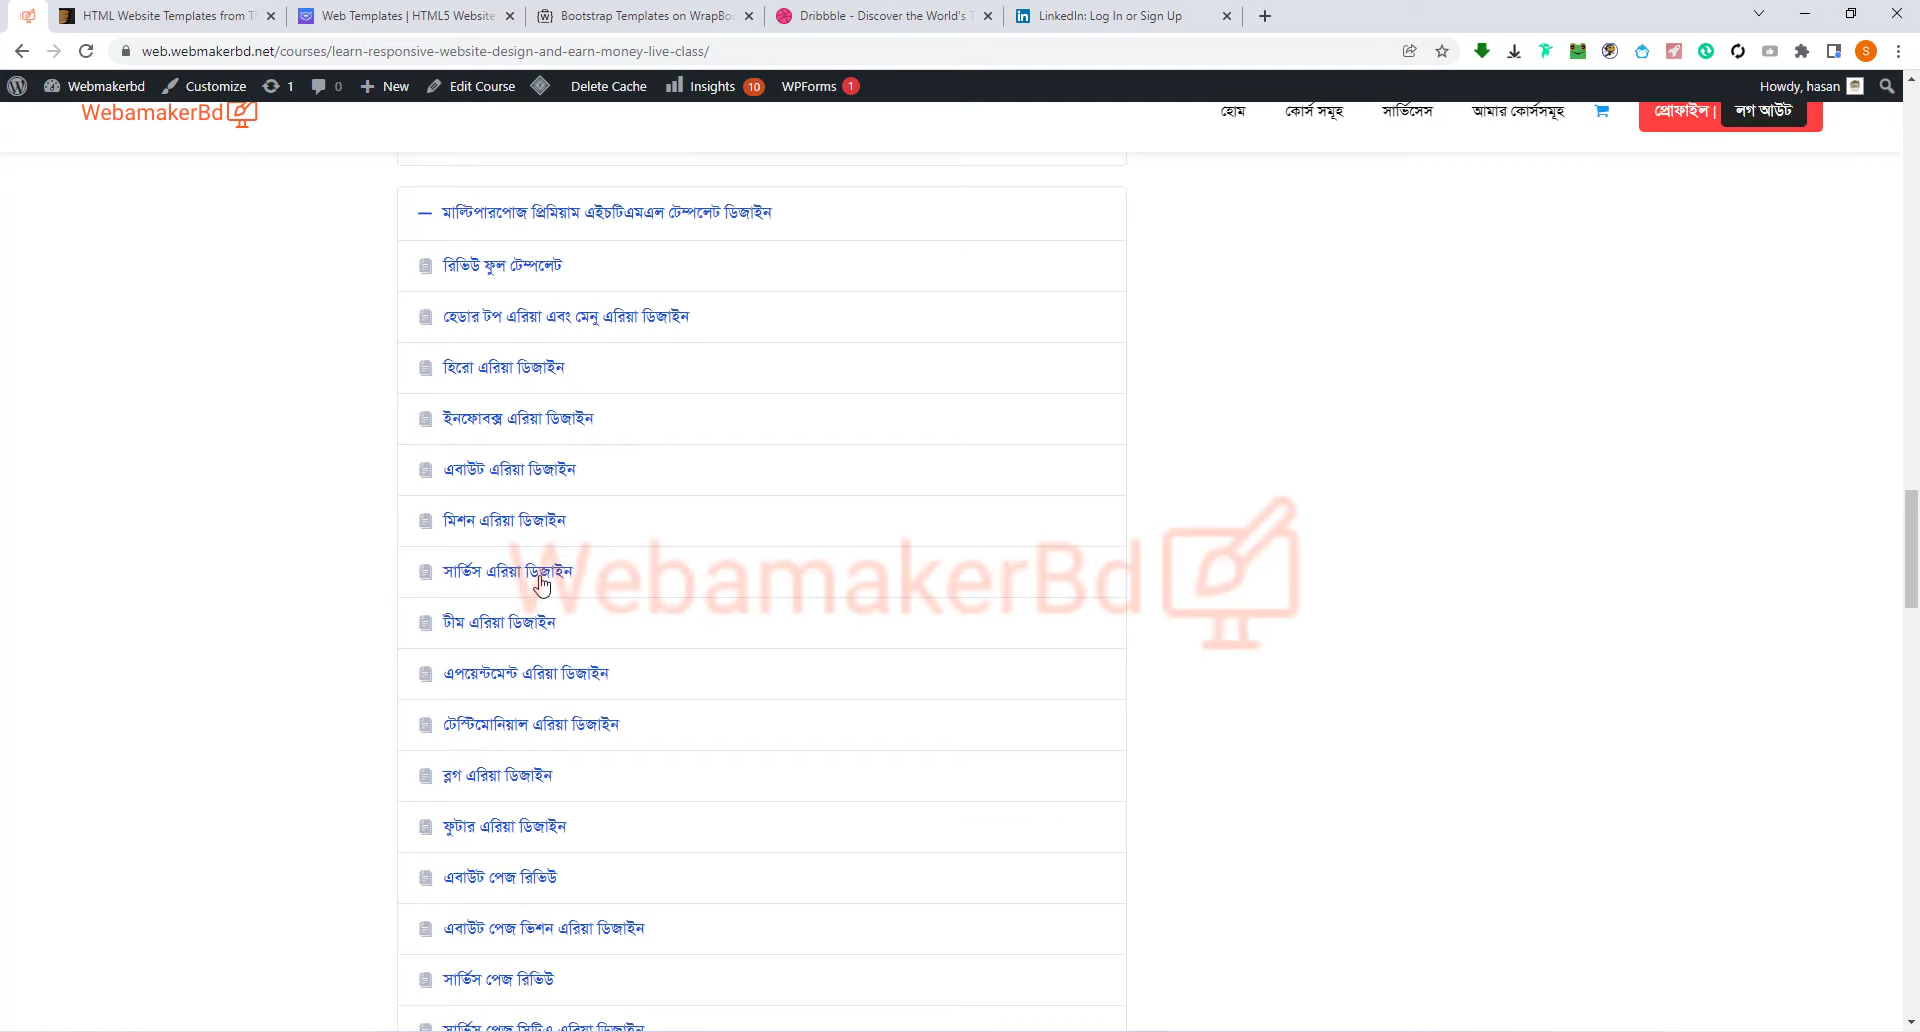 HTML Website Templates from Th
Web Templates | HTML5 Website
Bootstrap Templates on WrapBoo
Dribbble - Discover the World's T
LinkedIn: Log In or Sign Up
web.webmakerbd.net/courses/learn-responsive-website-design-and-earn-money-live-class/
S
Webmakerbd Customize 1 0 New Edit Course Delete Cache Insights 10 WPForms 1 Howdy, hasan
WebamakerBd হোম কোর্স সমূহ সার্ভিসেস আমার কোর্সসমূহ প্রোফাইল | লগ আউট
— মাল্টিপারপোজ প্রিমিয়াম এইচটিএমএল টেম্পলেট ডিজাইন
রিভিউ ফুল টেম্পলেট
হেডার টপ এরিয়া এবং মেনু এরিয়া ডিজাইন
হিরো এরিয়া ডিজাইন
ইনফোবক্স এরিয়া ডিজাইন
এবাউট এরিয়া ডিজাইন
মিশন এরিয়া ডিজাইন
সার্ভিস এরিয়া ডিজাইন
WebamakerBd
টীম এরিয়া ডিজাইন
এপয়েন্টমেন্ট এরিয়া ডিজাইন
টেস্টিমোনিয়াল এরিয়া ডিজাইন
ব্লগ এরিয়া ডিজাইন
ফুটার এরিয়া ডিজাইন
এবাউট পেজ রিভিউ
এবাউট পেজ ভিশন এরিয়া ডিজাইন
সার্ভিস পেজ রিভিউ
সার্ভিস পেজ সিটিএ এরিয়া ডিজাইন